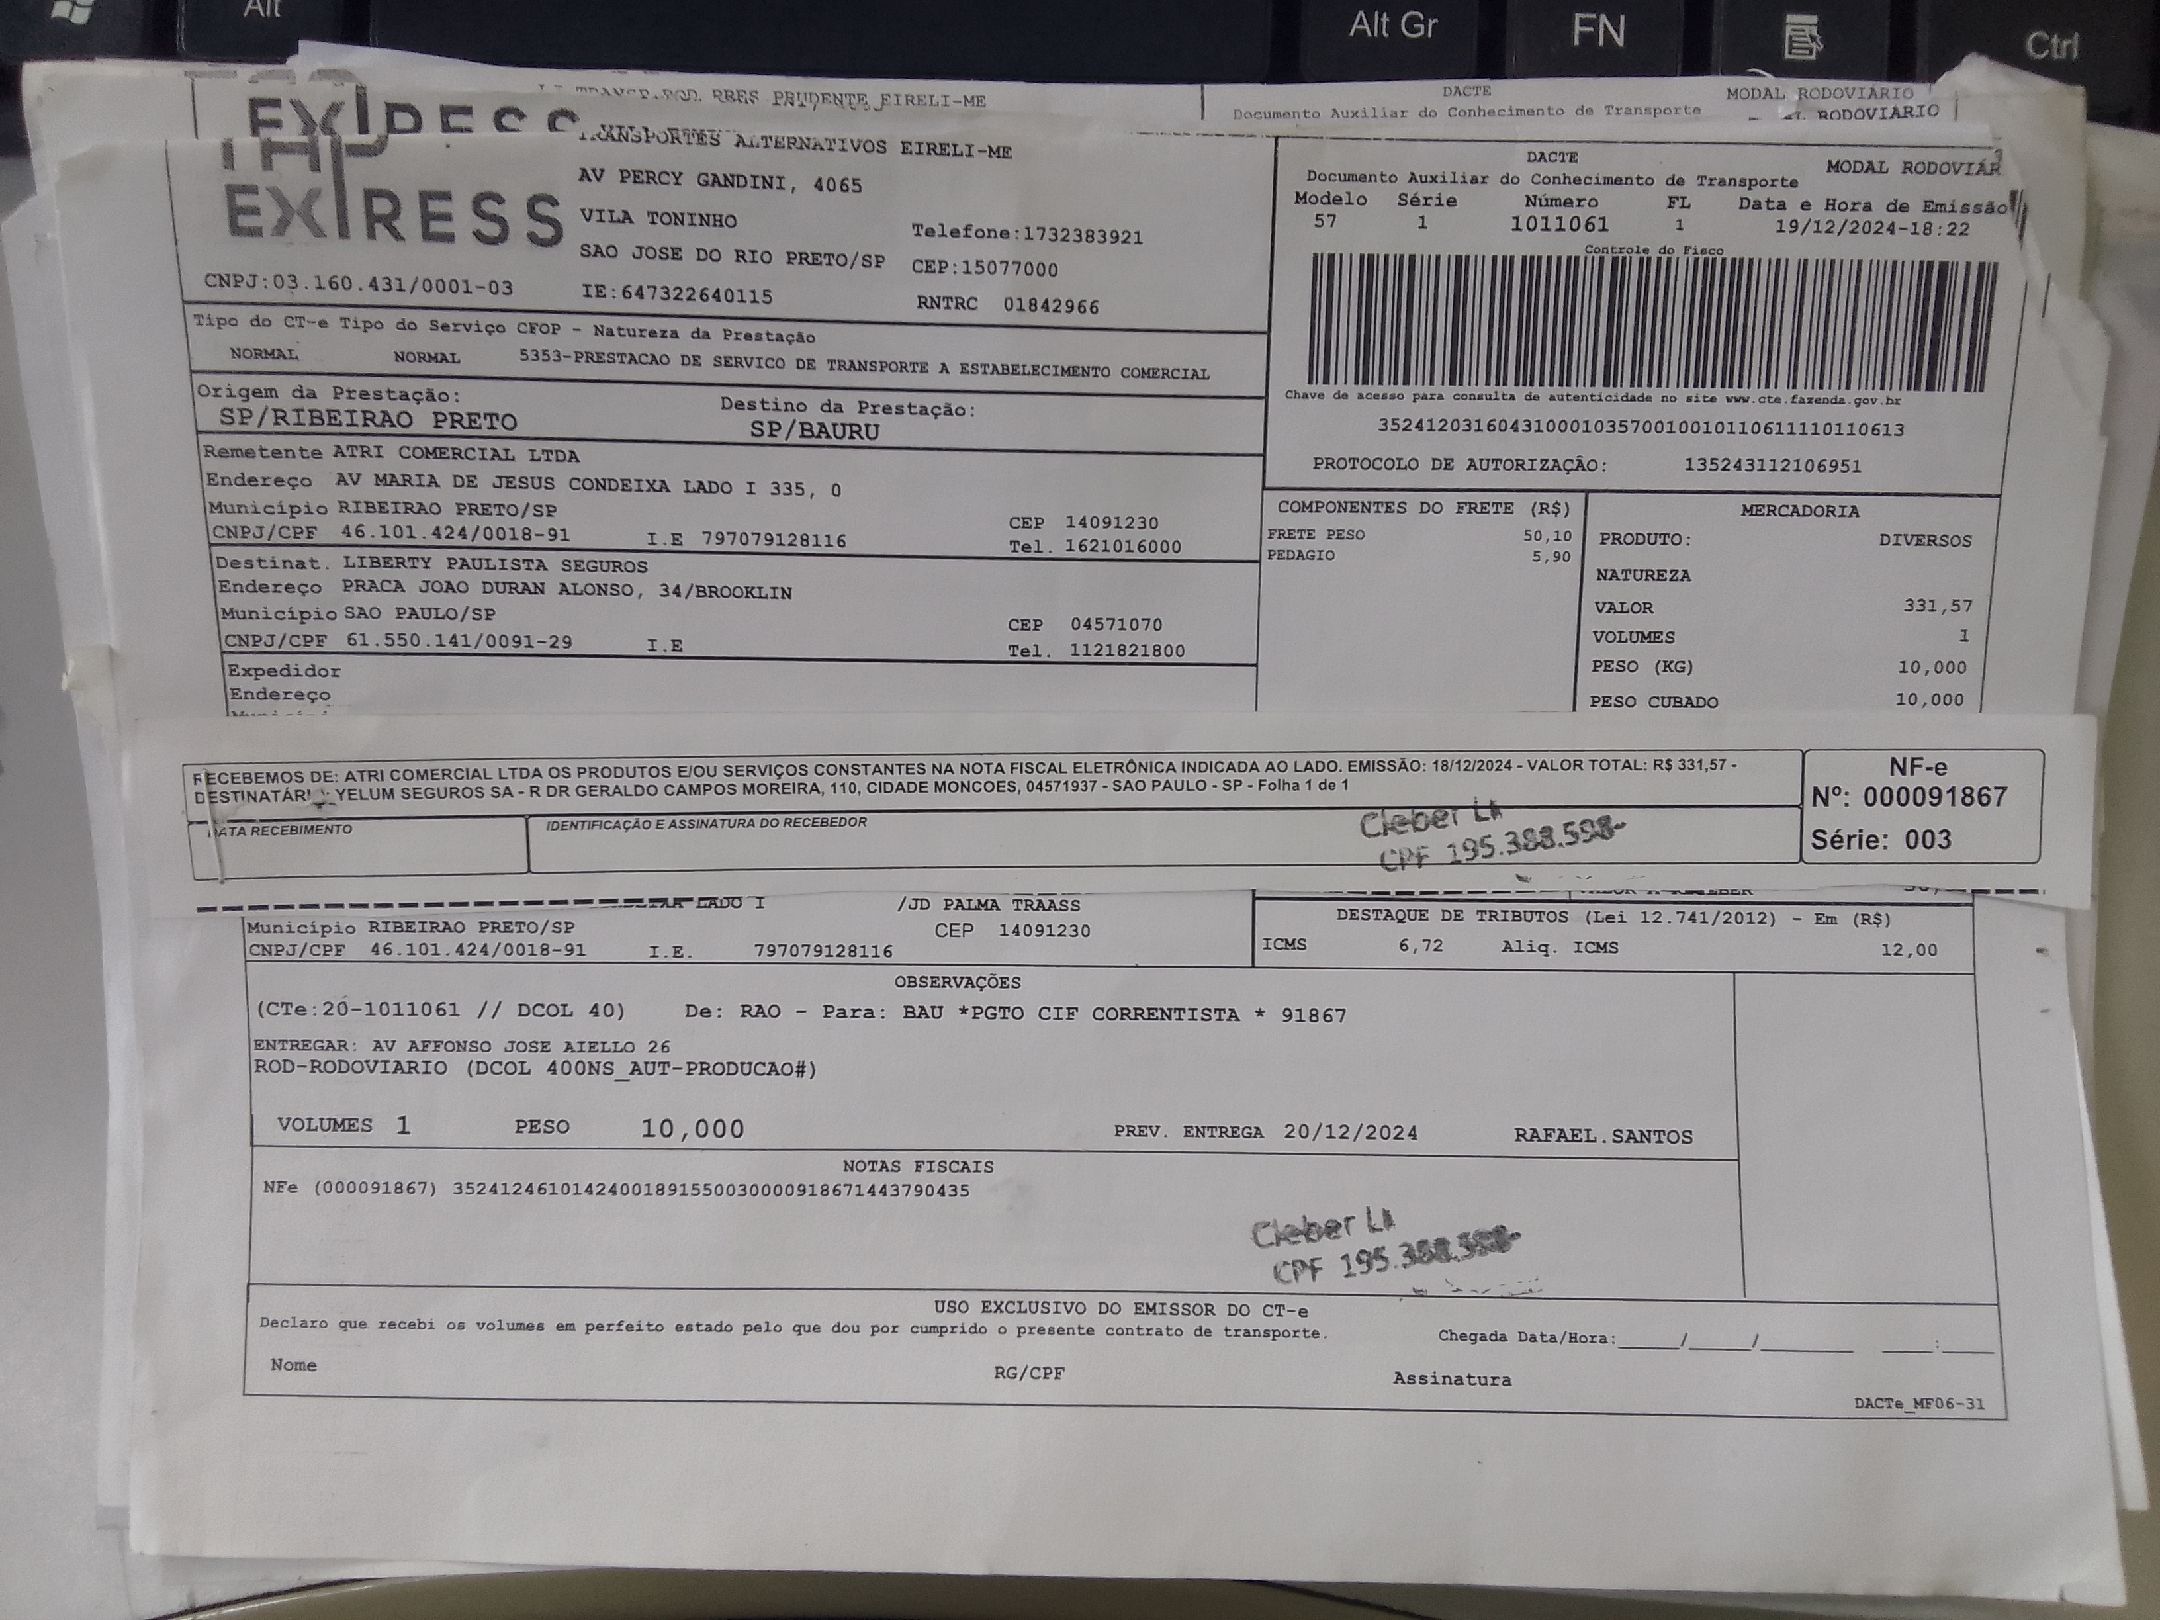 Alt
Alt Gr
FN
Ctrl
PRES PRUDENTE EIRELI-ME
DACTE
MODAL RODOVIARIO
Documento Auxiliar do Conhecimento de Transporte
RODOVIARIO
EXPRESS
EXPRESS
TRANSPORTES ALTERNATIVOS EIRELI-ME
AV PERCY GANDINI, 4065
VILA TONINHO
Telefone:1732383921
SAO JOSE DO RIO PRETO/SP CEP:15077000
CNPJ:03.160.431/0001-03 IE:647322640115 RNTRC 01842966
DACTE
MODAL RODOVIÁR
Documento Auxiliar do Conhecimento de Transporte
Modelo Série Número FL Data e Hora de Emissão
57 1 1011061 1 19/12/2024-18:22
Controle do Fisco
Chave de acesso para consulta de autenticidade no site www.cte.fazenda.gov.br
35241203160431000103570010010110611110110613
PROTOCOLO DE AUTORIZAÇÃO: 135243112106951
Tipo do CT-e Tipo do Serviço CFOP - Natureza da Prestação
NORMAL NORMAL 5353-PRESTACAO DE SERVICO DE TRANSPORTE A ESTABELECIMENTO COMERCIAL
Origem da Prestação: Destino da Prestação:
SP/RIBEIRAO PRETO SP/BAURU
Remetente ATRI COMERCIAL LTDA
Endereço AV MARIA DE JESUS CONDEIXA LADO I 335, 0
Município RIBEIRAO PRETO/SP CEP 14091230
CNPJ/CPF 46.101.424/0018-91 I.E 797079128116 Tel. 1621016000
Destinat. LIBERTY PAULISTA SEGUROS
Endereço PRACA JOAO DURAN ALONSO, 34/BROOKLIN
Município SAO PAULO/SP CEP 04571070
CNPJ/CPF 61.550.141/0091-29 I.E Tel. 1121821800
Expedidor
Endereço
COMPONENTES DO FRETE (R$)
FRETE PESO 50,10
PEDAGIO 5,90
MERCADORIA
PRODUTO: DIVERSOS
NATUREZA
VALOR 331,57
VOLUMES 1
PESO (KG) 10,000
PESO CUBADO 10,000
RECEBEMOS DE: ATRI COMERCIAL LTDA OS PRODUTOS E/OU SERVIÇOS CONSTANTES NA NOTA FISCAL ELETRÔNICA INDICADA AO LADO. EMISSÃO: 18/12/2024 - VALOR TOTAL: R$ 331,57 -
YELUM SEGUROS SA - R DR GERALDO CAMPOS MOREIRA, 110, CIDADE MONCOES, 04571937 - SAO PAULO - SP - Folha 1 de 1
DATA RECEBIMENTO
IDENTIFICAÇÃO E ASSINATURA DO RECEBEDOR
Cleber
CPF 195.388.598-
NF-e
Nº: 000091867
Série: 003
LADO I /JD PALMA TRAASS
Município RIBEIRAO PRETO/SP CEP 14091230
CNPJ/CPF 46.101.424/0018-91 I.E. 797079128116
DESTAQUE DE TRIBUTOS (Lei 12.741/2012) - Em (R$)
ICMS 6,72 Aliq. ICMS 12,00
OBSERVAÇÕES
(CTe:20-1011061 // DCOL 40) De: RAO - Para: BAU *PGTO CIF CORRENTISTA * 91867
ENTREGAR: AV AFFONSO JOSE AIELLO 26
ROD-RODOVIARIO (DCOL 400NS_AUT-PRODUCAO#)
VOLUMES 1 PESO 10,000 PREV. ENTREGA 20/12/2024 RAFAEL.SANTOS
NOTAS FISCAIS
NFe (000091867) 35241246101424001891550030000918671443790435
Cleber
CPF 195.388.598-
USO EXCLUSIVO DO EMISSOR DO CT-e
Declaro que recebi os volumes em perfeito estado pelo que dou por cumprido o presente contrato de transporte.
Chegada Data/Hora:_____/_____/________ ____:____
Nome RG/CPF Assinatura
DACTe_MF06-31